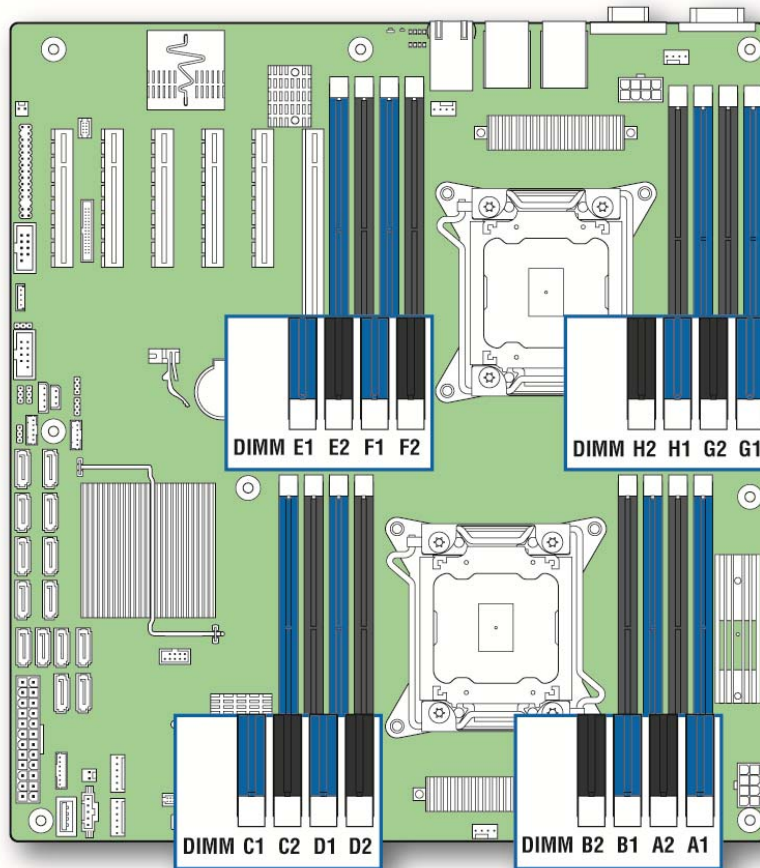 DIMM E1 E2 F1 F2
DIMM H2 H1 G2 G1
DIMM C1 C2 D1 D2
DIMM B2 B1 A2 A1